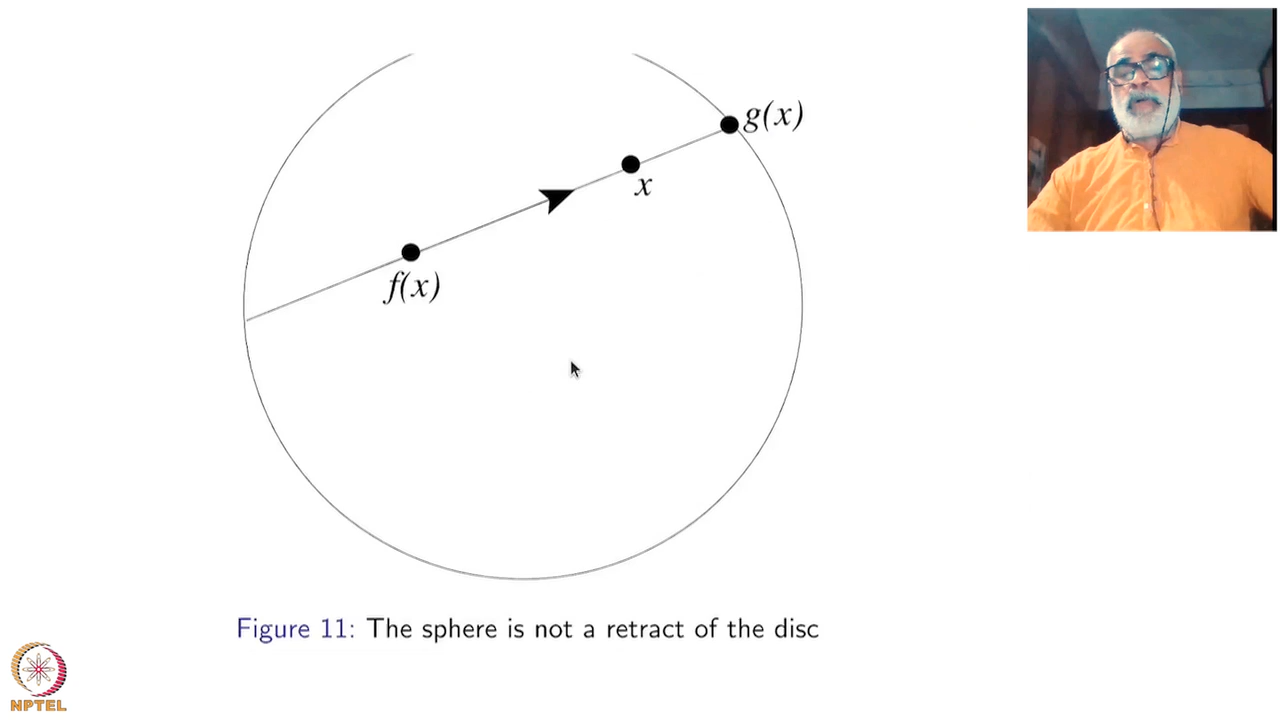 g(x)
x
f(x)
Figure 11: The sphere is not a retract of the disc
NPTEL